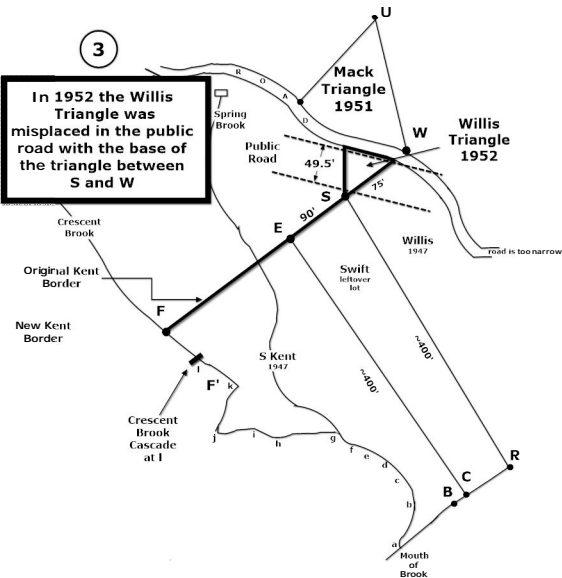 U
3
R O A D
Mack
Triangle
1951
In 1952 the Willis
Triangle was
misplaced in the public
road with the base of
the triangle between
S and W
Spring
Brook
W
Willis
Triangle
1952
Public
Road
49.5'
75'
S
90'
E
Crescent
Brook
Willis
1947
road is too narrow
Swift
leftover
lot
Original Kent
Border
F
New Kent
Border
S Kent
1947
~400'
~400'
l
F'
k
Crescent
Brook
Cascade
at l
j
i
h
g
f
e
d
c
b
a
R
C
B
Mouth
of
Brook